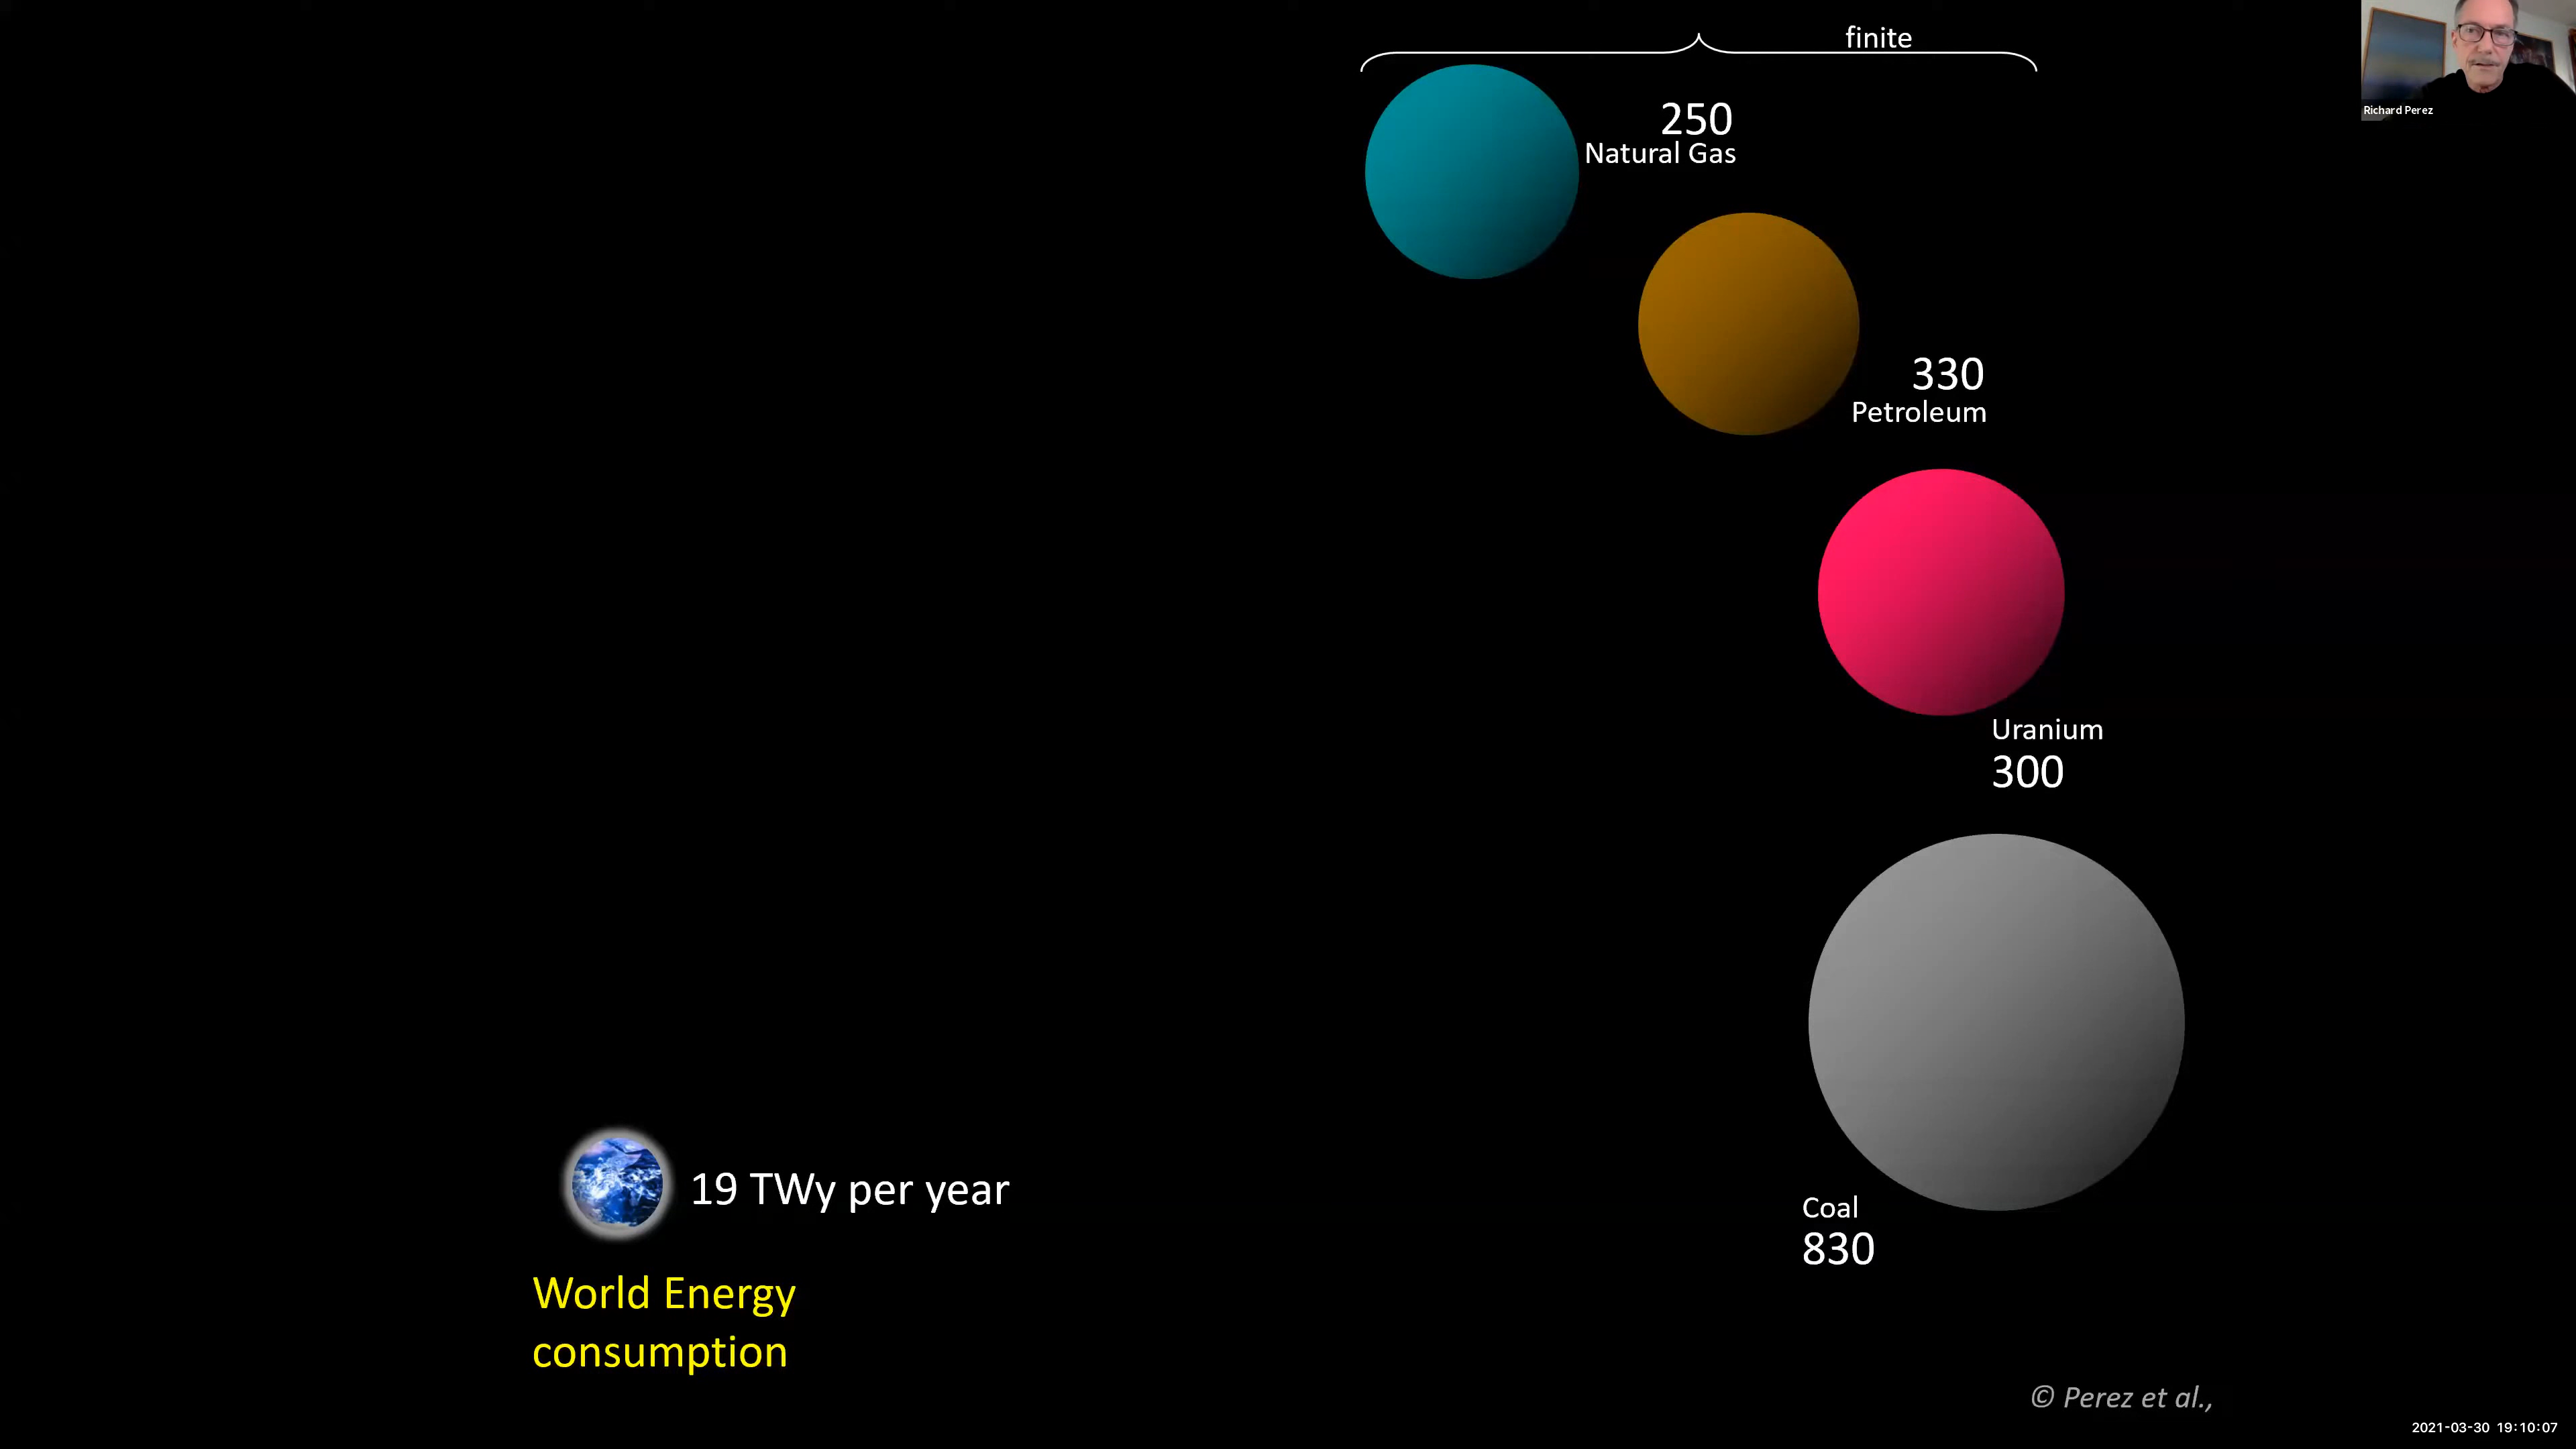 finite
Richard Perez
250
Natural Gas
330
Petroleum
Uranium
300
19 TWy per year
Coal
830
World Energy
consumption
© Perez et al.,
2021-03-30 19:10:07